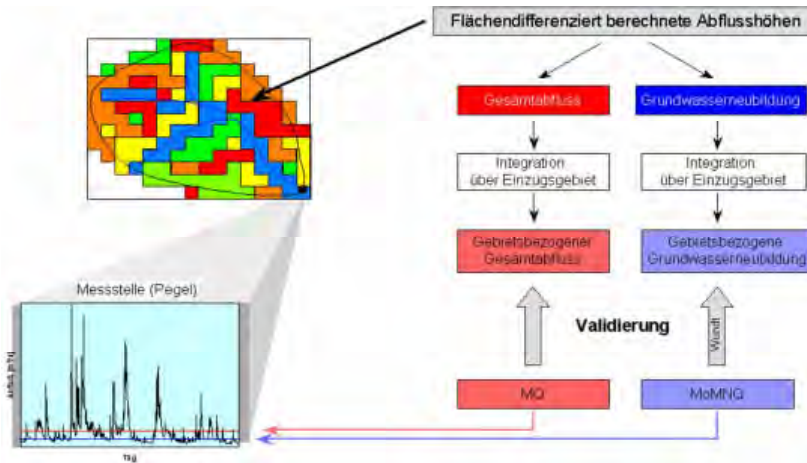 Flächendifferenziert berechnete Abflusshöhen
Gesamtabfluss
Grundwasserneubildung
Integration
über Einzugsgebiet
Integration
über Einzugsgebiet
Gebietsbezogener
Gesamtabfluss
Gebietsbezogene
Grundwasserneubildung
Messstelle (Pegel)
Validierung
Wundt
MQ
MoMNQ
Tag